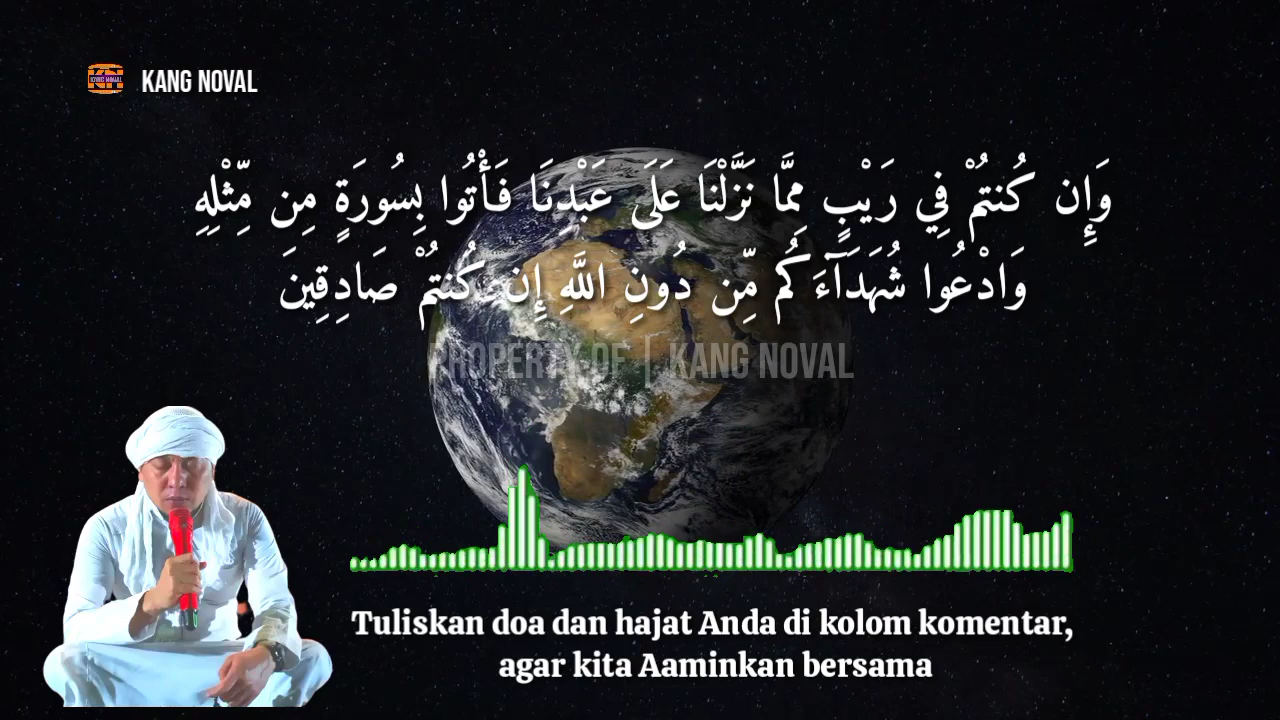 KANG NOVAL
وَإِن كُنتُمْ فِي رَيْبٍ مِّمَّا نَزَّلْنَا عَلَى عَبْدِنَا فَأْتُوا بِسُورَةٍ مِن مِّثْلِهِ
وَادْعُوا شُهَدَآءَكُم مِّن دُونِ اللَّهِ إِن كُنتُمْ صَادِقِينَ
PROPERTY OF | KANG NOVAL
Tuliskan doa dan hajat Anda di kolom komentar,
agar kita Aaminkan bersama